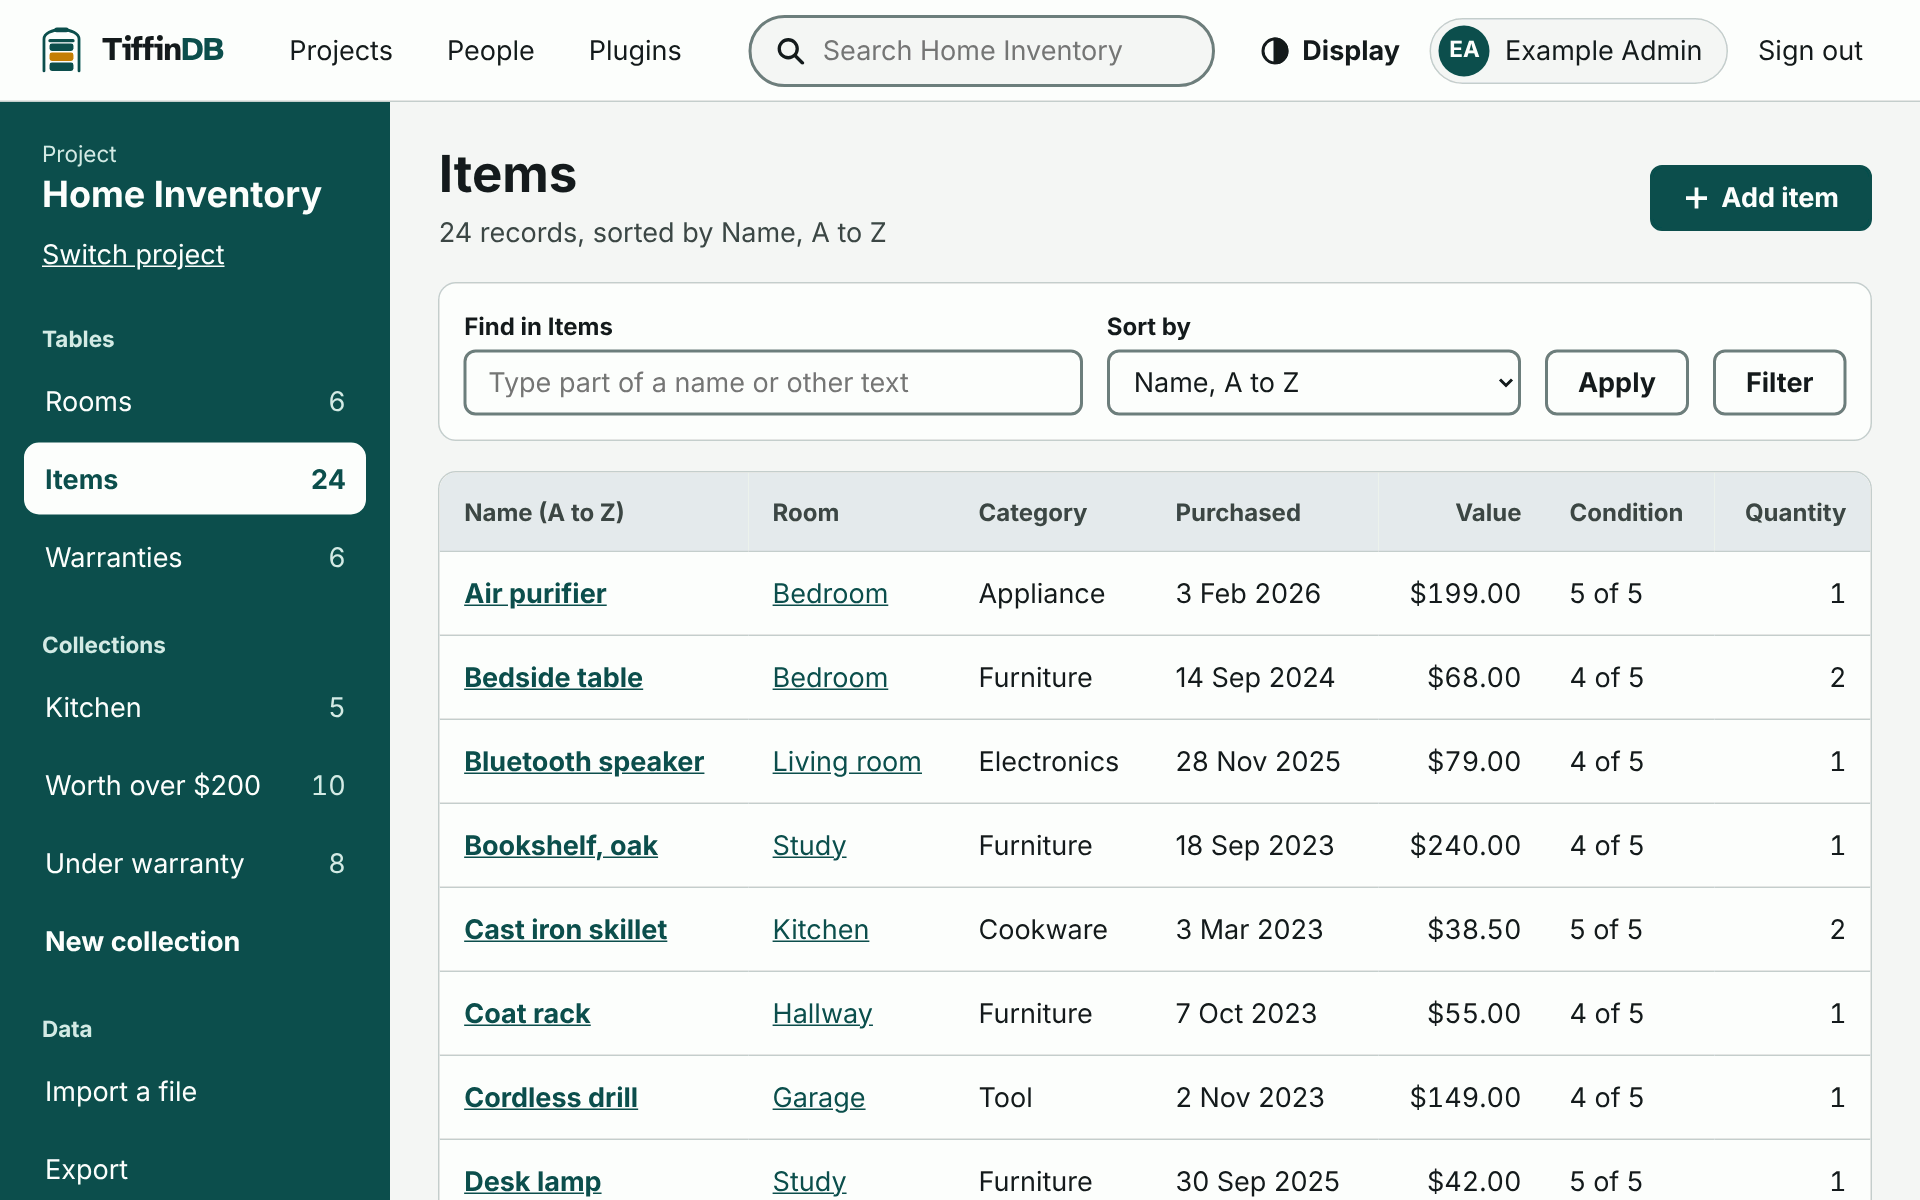 TiffinDB Projects People Plugins Search Home Inventory Display EA Example Admin Sign out
Project
Home Inventory
Switch project
Tables
Rooms 6
Items 24
Warranties 6
Collections
Kitchen 5
Worth over $200 10
Under warranty 8
New collection
Data
Import a file
Export
Items
24 records, sorted by Name, A to Z
+ Add item
Find in Items Sort by
Type part of a name or other text Name, A to Z Apply Filter
Name (A to Z) Room Category Purchased Value Condition Quantity
Air purifier Bedroom Appliance 3 Feb 2026 $199.00 5 of 5 1
Bedside table Bedroom Furniture 14 Sep 2024 $68.00 4 of 5 2
Bluetooth speaker Living room Electronics 28 Nov 2025 $79.00 4 of 5 1
Bookshelf, oak Study Furniture 18 Sep 2023 $240.00 4 of 5 1
Cast iron skillet Kitchen Cookware 3 Mar 2023 $38.50 5 of 5 2
Coat rack Hallway Furniture 7 Oct 2023 $55.00 4 of 5 1
Cordless drill Garage Tool 2 Nov 2023 $149.00 4 of 5 1
Desk lamp Study Furniture 30 Sep 2025 $42.00 5 of 5 1